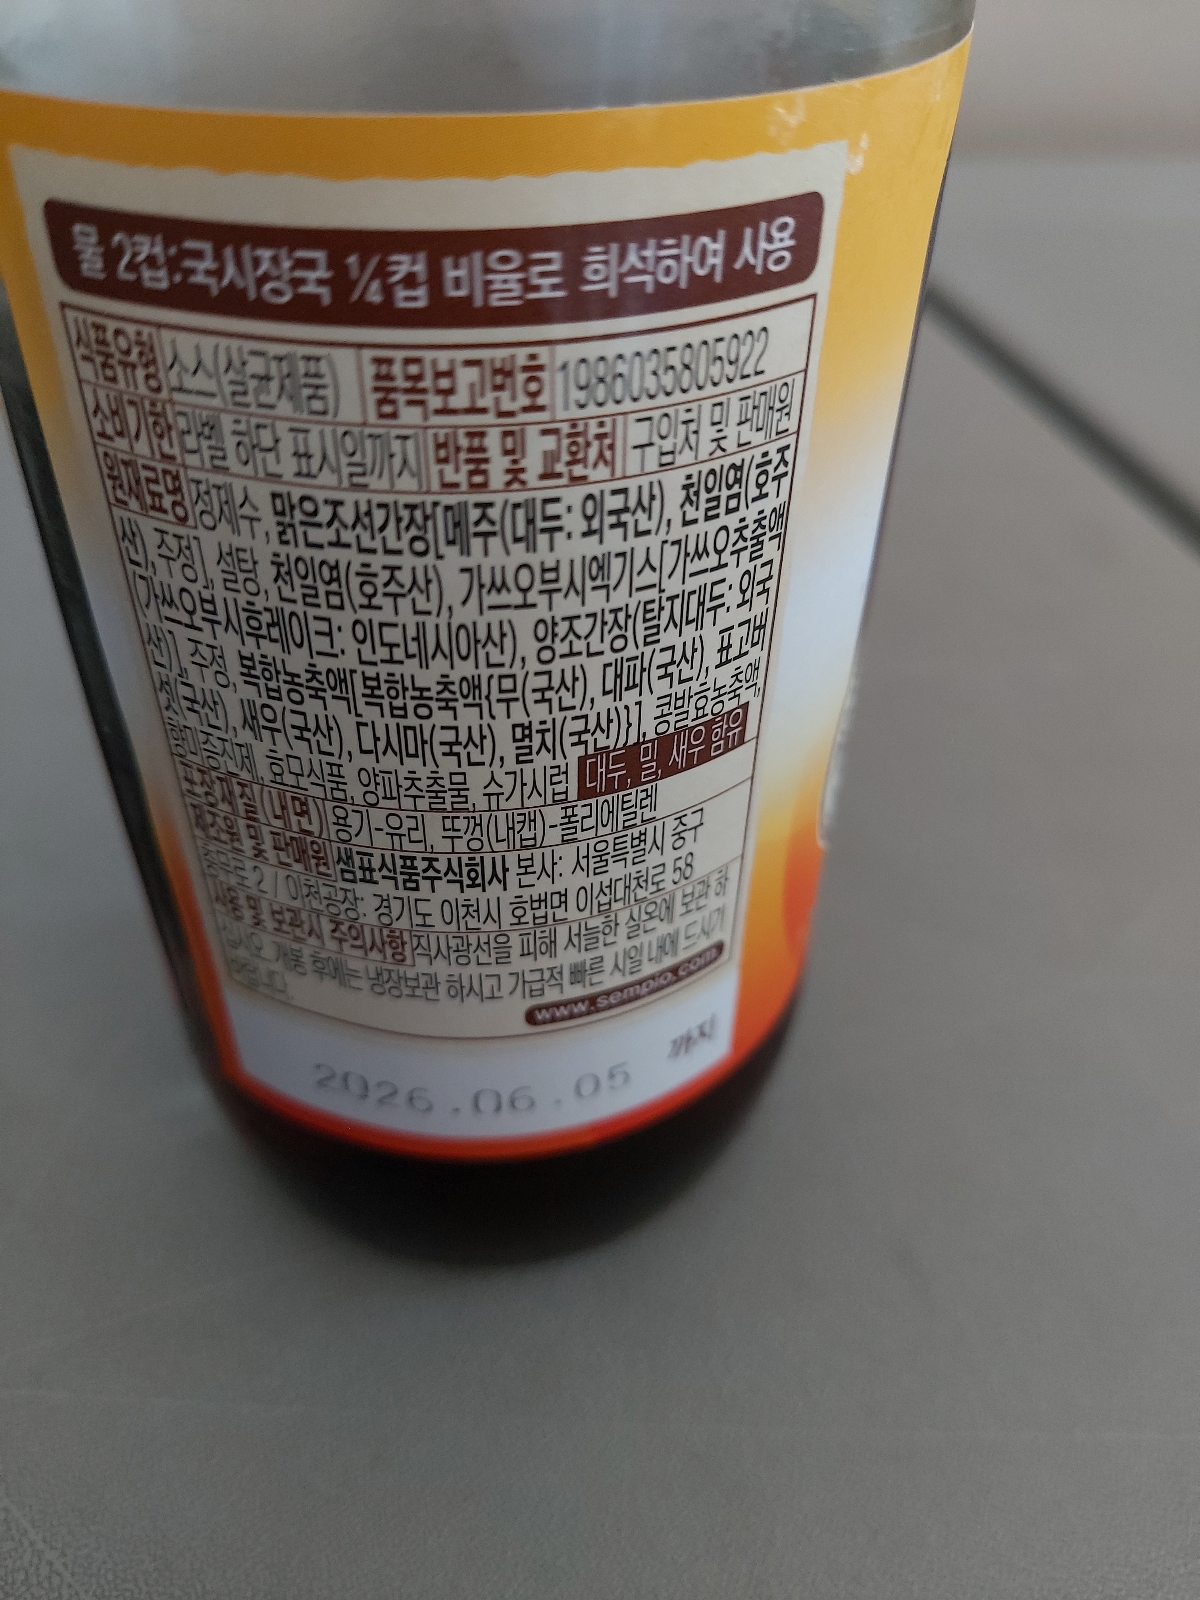 물 2컵:국시장국 ¼컵 비율로 희석하여 사용
식품유형 소스(살균제품) 품목보고번호 1986035805922
소비기한 라벨 하단 표시일까지 반품 및 교환처 구입처 및 판매원
원재료명 정제수, 맑은조선간장[메주(대두: 외국산), 천일염(호주
산),주정], 설탕, 천일염(호주산), 가쓰오부시엑기스[가쓰오추출액
(가쓰오부시후레이크: 인도네시아산), 양조간장(탈지대두: 외국
산)], 주정, 복합농축액[복합농축액{무(국산), 대파(국산), 표고버
섯(국산), 새우(국산), 다시마(국산), 멸치(국산)}], 콩발효농축액,
향미증진제, 효모식품, 양파추출물, 슈가시럽 대두, 밀, 새우 함유
포장재질(내면) 용기-유리, 뚜껑(내캡)-폴리에틸렌
제조원 및 판매원 샘표식품주식회사 본사: 서울특별시 중구
충무로2 / 이천공장: 경기도 이천시 호법면 이섭대천로 58
사용 및 보관시 주의사항 직사광선을 피해 서늘한 실온에 보관 하
십시오. 개봉 후에는 냉장보관 하시고 가급적 빠른 시일 내에 드시기
바랍니다.
www.sempio.com
2026.06.05 까지